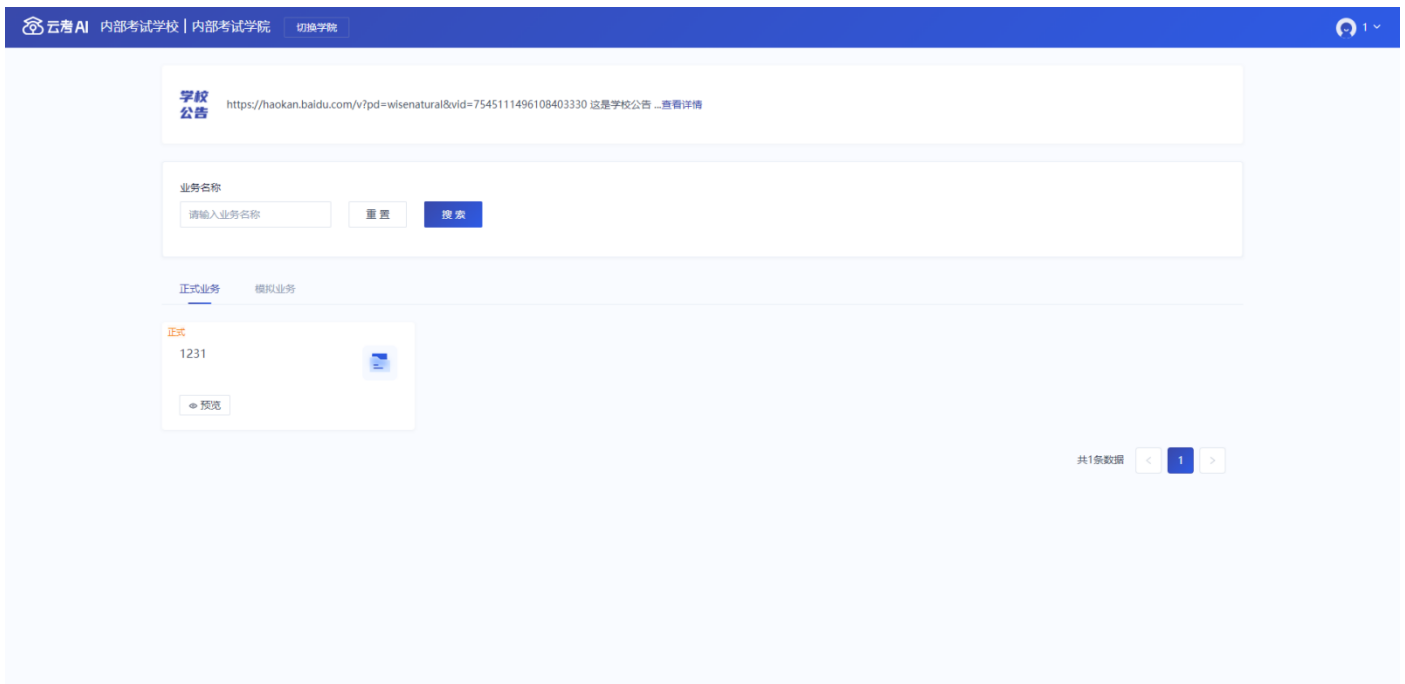 云考AI 内部考试学校 | 内部考试学院 切换学院 1
学校
公告
https://haokan.baidu.com/v?pd=wisenatural&vid=7545111496108403330 这是学校公告 ...查看详情
业务名称
请输入业务名称 重置 搜索
正式业务 模拟业务
正式
1231
预览
共1条数据 < 1 >